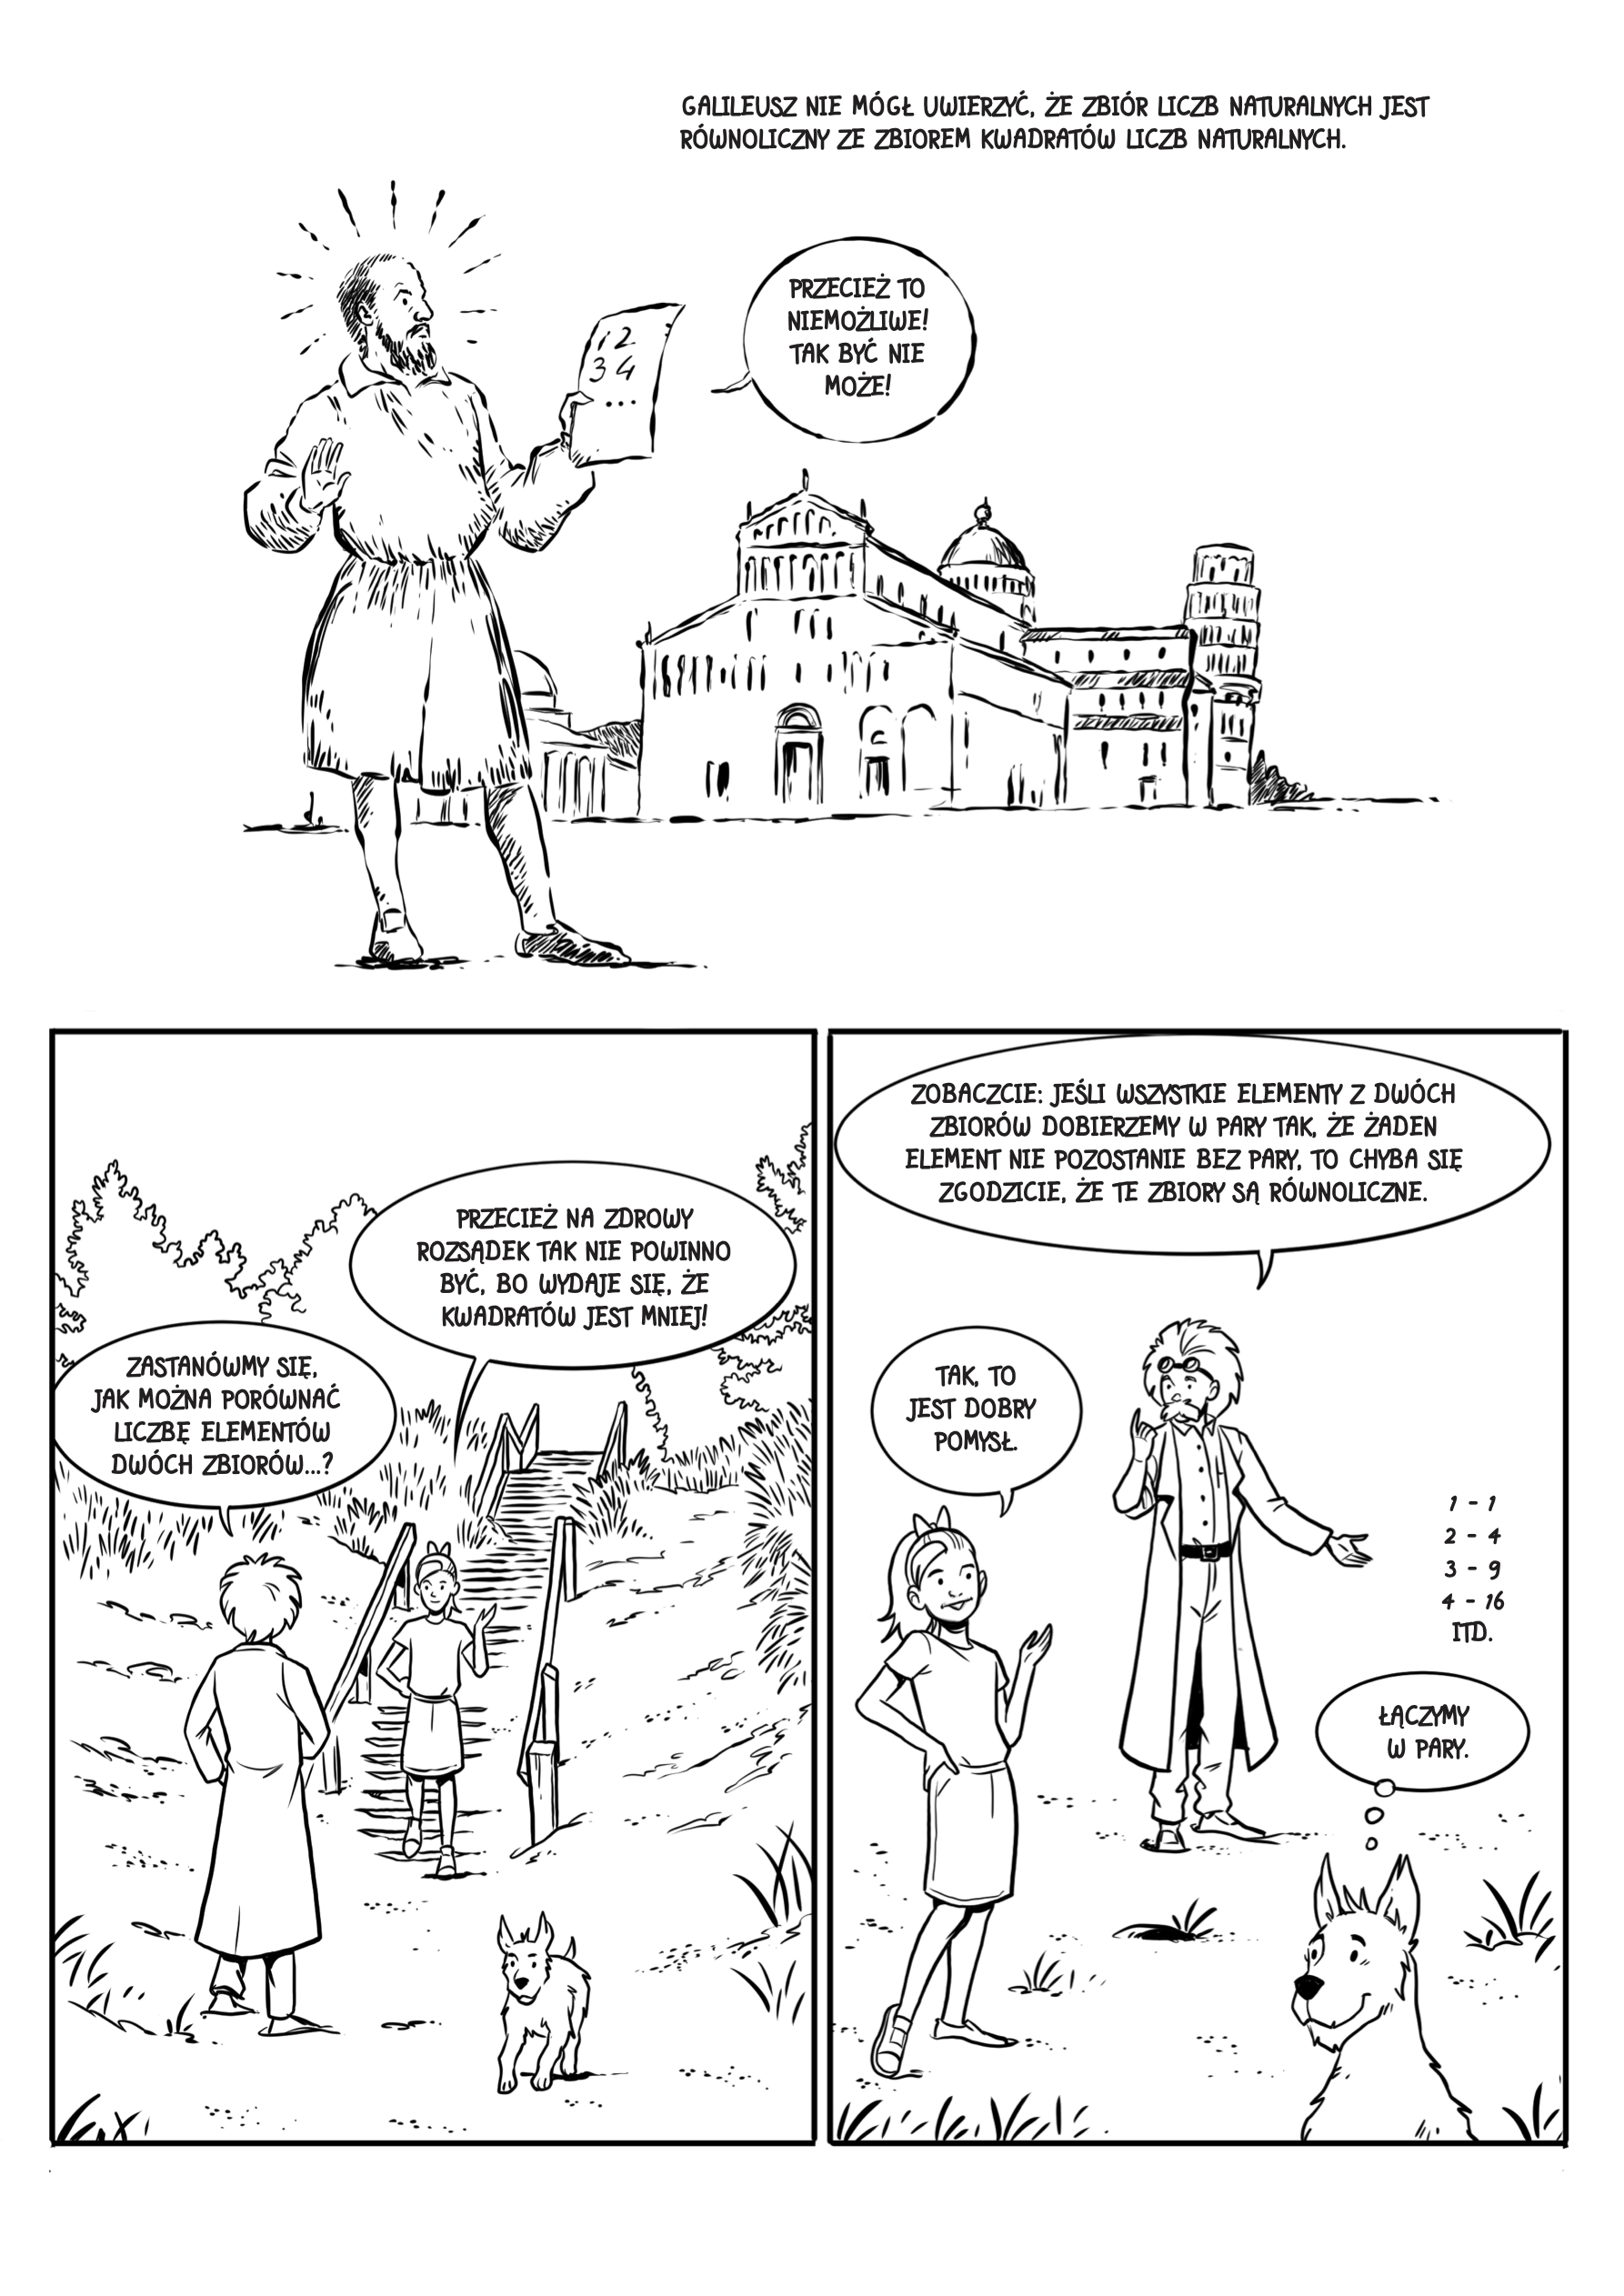 GALILEUSZ NIE MÓGŁ UWIERZYĆ, ŻE ZBIÓR LICZB NATURALNYCH JEST
RÓWNOLICZNY ZE ZBIOREM KWADRATÓW LICZB NATURALNYCH.
PRZECIEŻ TO
NIEMOŻLIWE!
TAK BYĆ NIE
MOŻE!
1 2
3 4
...
PRZECIEŻ NA ZDROWY
ROZSĄDEK TAK NIE POWINNO
BYĆ, BO WYDAJE SIĘ, ŻE
KWADRATÓW JEST MNIEJ!
ZASTANÓWMY SIĘ,
JAK MOŻNA PORÓWNAĆ
LICZBĘ ELEMENTÓW
DWÓCH ZBIORÓW...?
ZOBACZCIE: JEŚLI WSZYSTKIE ELEMENTY Z DWÓCH
ZBIORÓW DOBIERZEMY W PARY TAK, ŻE ŻADEN
ELEMENT NIE POZOSTANIE BEZ PARY, TO CHYBA SIĘ
ZGODZICIE, ŻE TE ZBIORY SĄ RÓWNOLICZNE.
TAK, TO
JEST DOBRY
POMYSŁ.
1 - 1
2 - 4
3 - 9
4 - 16
ITD.
ŁĄCZYMY
W PARY.